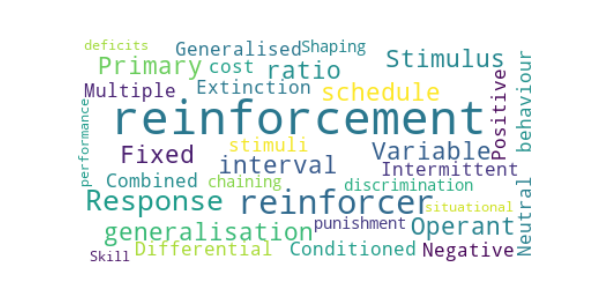 deficits
Generalised Shaping
Primary cost ratio Stimulus
Multiple Extinction schedule
reinforcement
Positive
behaviour
performance
Fixed stimuli Variable
interval Intermittent
Combined chaining discrimination
Response reinforcer situational
generalisation punishment Operant
Neutral
Differential Conditioned Negative
Skill